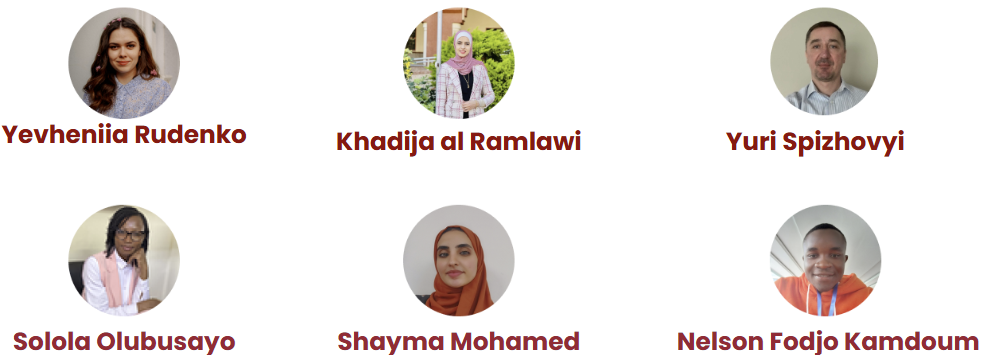 Yevheniia Rudenko
Khadija al Ramlawi
Yuri Spizhovyi
Solola Olubusayo
Shayma Mohamed
Nelson Fodjo Kamdoum